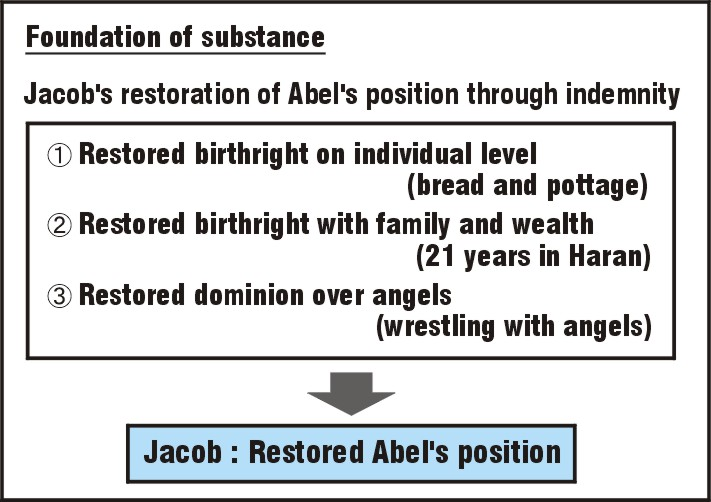 Foundation of substance
Jacob's restoration of Abel's position through indemnity
① Restored birthright on individual level
(bread and pottage)
② Restored birthright with family and wealth
(21 years in Haran)
③ Restored dominion over angels
(wrestling with angels)
Jacob : Restored Abel's position